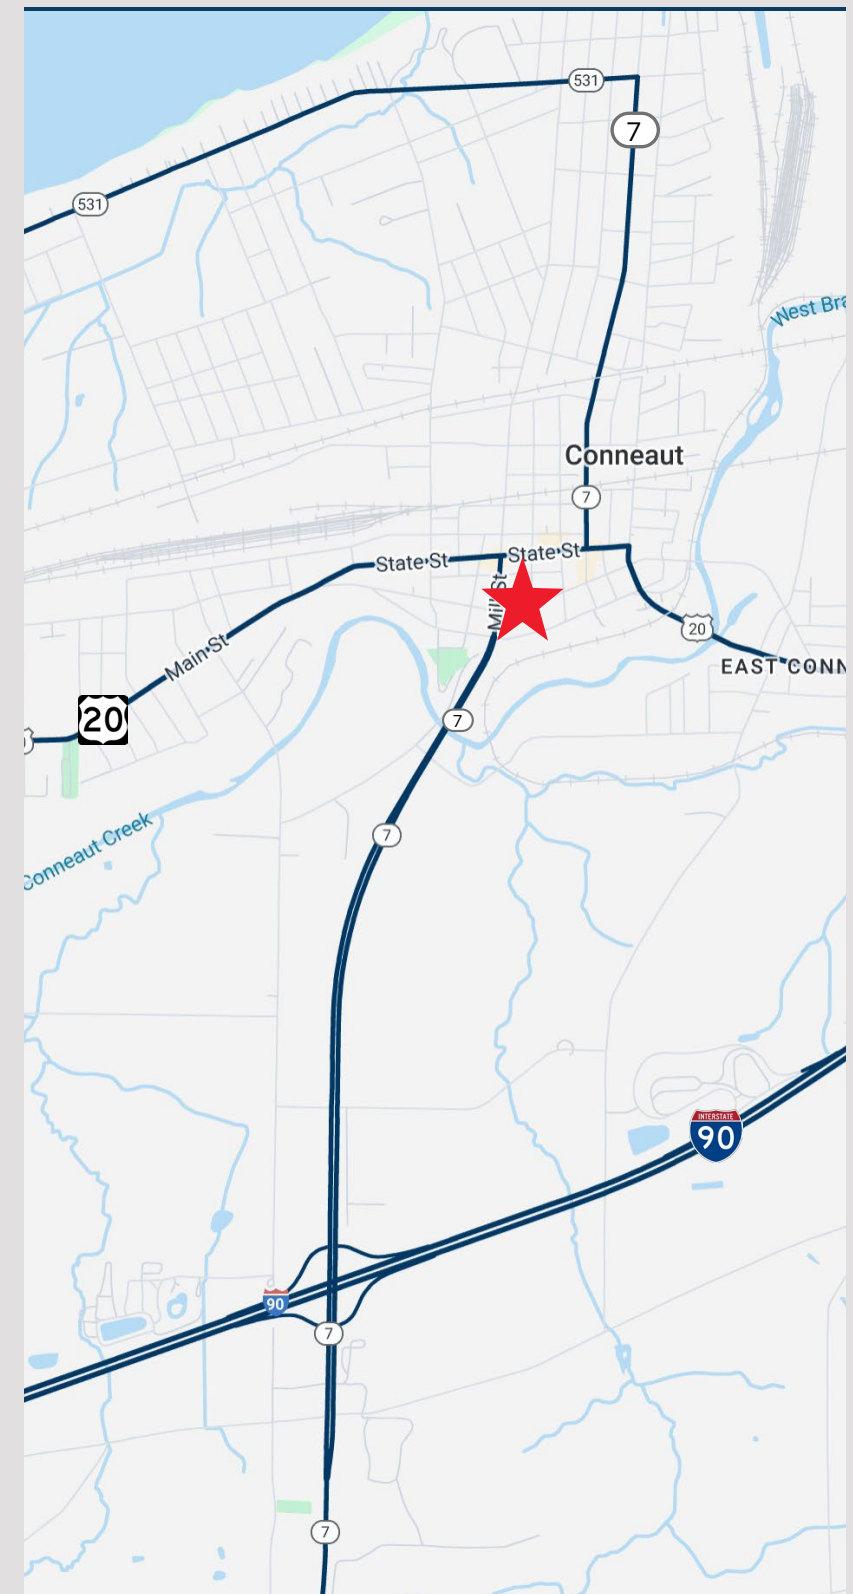 531
7
531
West Bra
Conneaut
7
State St
State St
Mill St
20
Main St
EAST CONN
20
7
Conneaut Creek
7
INTERSTATE
90
90
7
7